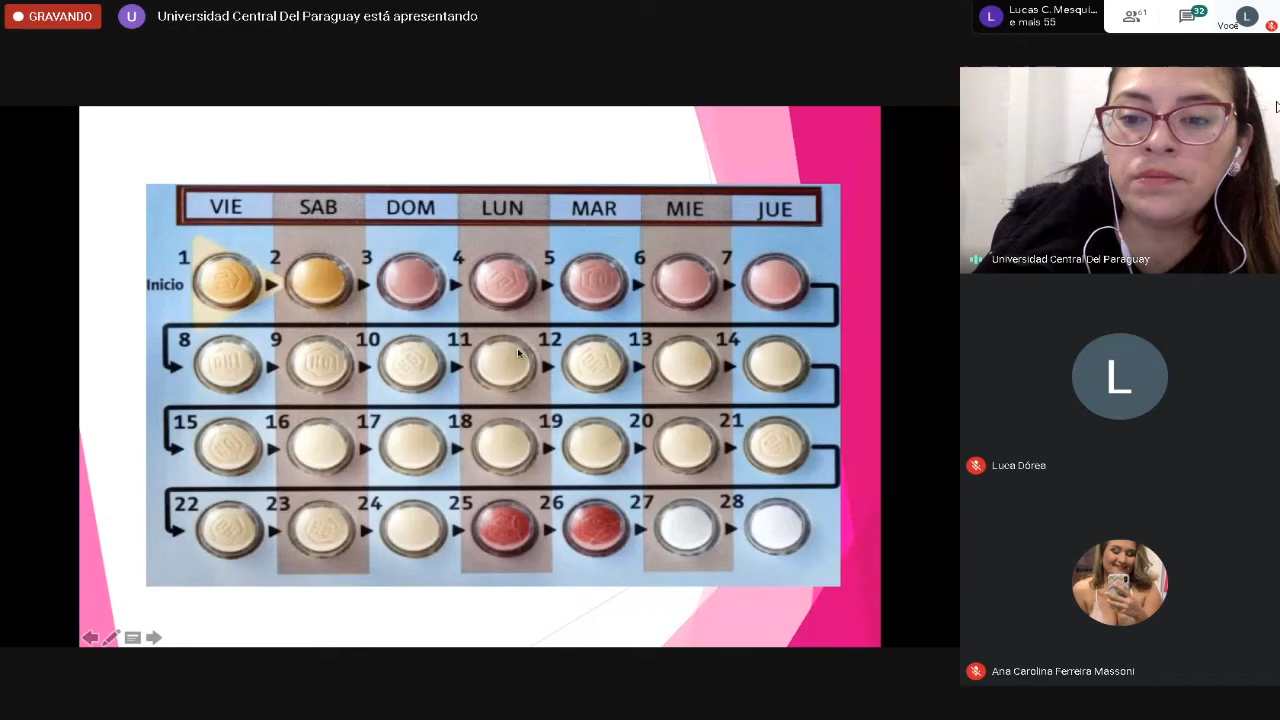 GRAVANDO
U
Universidad Central Del Paraguay está apresentando
L
Lucas C. Mesqui...
e mais 55
61
32
Você
L
VIE SAB DOM LUN MAR MIE JUE
1 2 3 4 5 6 7
Inicio
8 9 10 11 12 13 14
15 16 17 18 19 20 21
22 23 24 25 26 27 28
Universidad Central Del Paraguay
L
Luca Dórea
Ana Carolina Ferreira Massoni